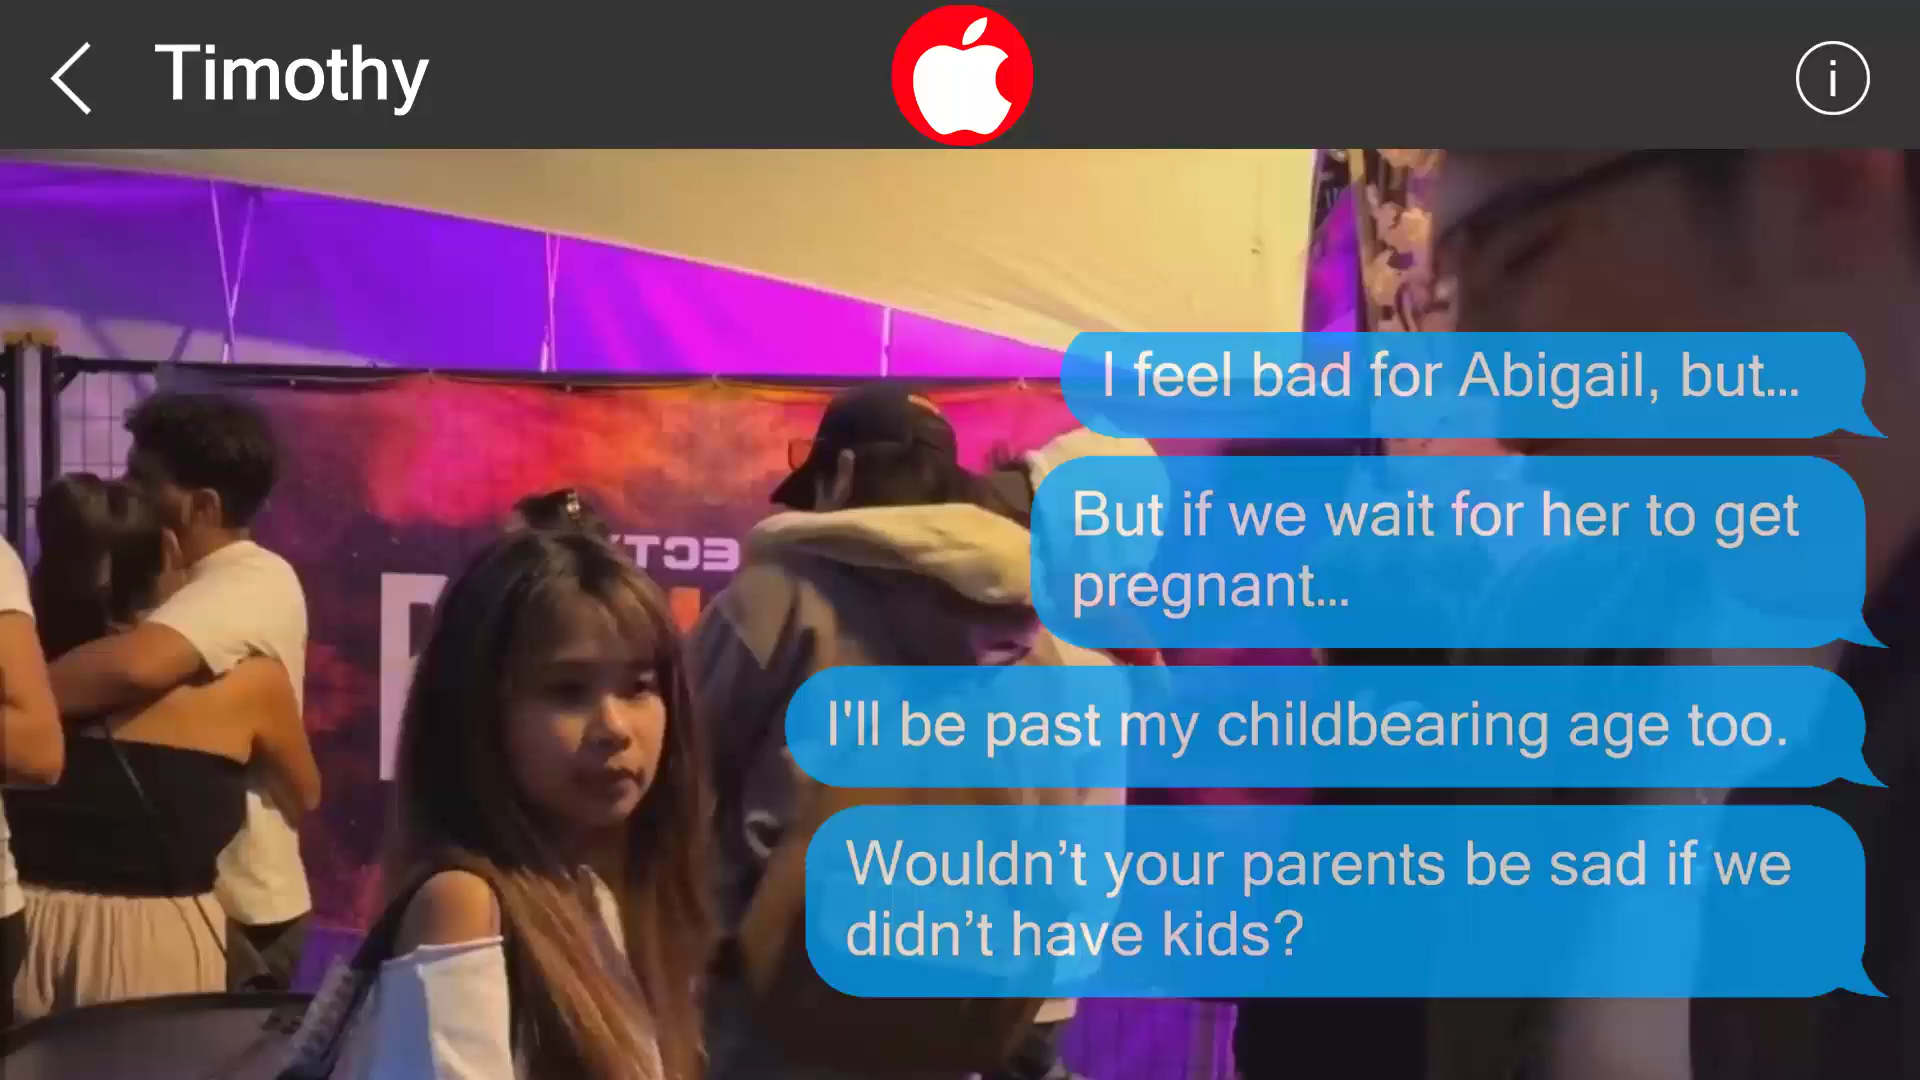 Timothy
i
I feel bad for Abigail, but...
But if we wait for her to get
pregnant...
I'll be past my childbearing age too.
Wouldn’t your parents be sad if we
didn’t have kids?